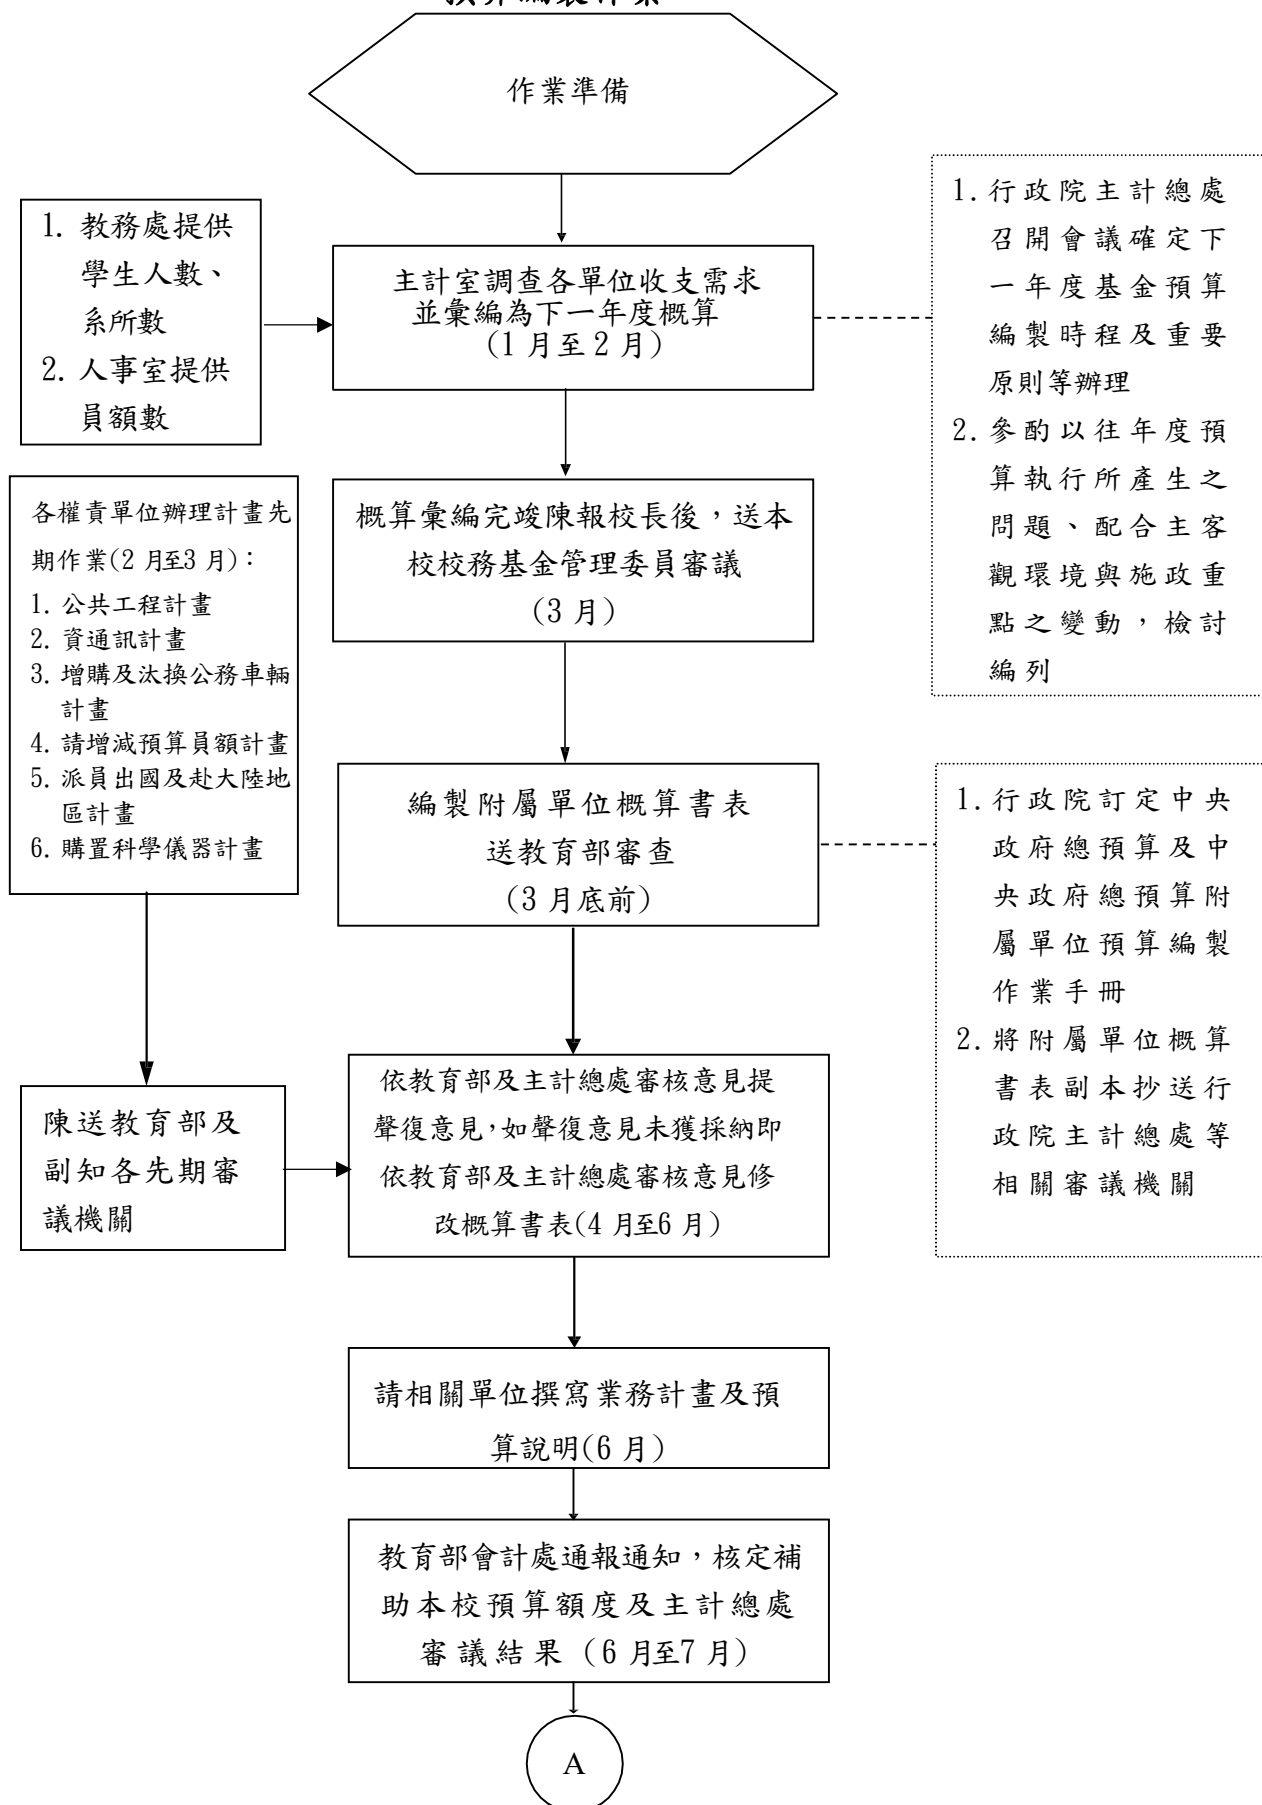 預算編製作業
作業準備
1. 教務處提供
學生人數、
系所數
2. 人事室提供
員額數
主計室調查各單位收支需求
並彙編為下一年度概算
(1 月至 2 月)
1. 行政院主計總處
召開會議確定下
一年度基金預算
編製時程及重要
原則等辦理
2. 參酌以往年度預
算執行所產生之
問題、配合主客
觀環境與施政重
點之變動，檢討
編列
各權責單位辦理計畫先
期作業(2 月至3 月)：
1. 公共工程計畫
2. 資通訊計畫
3. 增購及汰換公務車輛
計畫
4. 請增減預算員額計畫
5. 派員出國及赴大陸地
區計畫
6. 購置科學儀器計畫
概算彙編完竣陳報校長後，送本
校校務基金管理委員審議
(3 月)
編製附屬單位概算書表
送教育部審查
(3 月底前)
1. 行政院訂定中央
政府總預算及中
央政府總預算附
屬單位預算編製
作業手冊
2. 將附屬單位概算
書表副本抄送行
政院主計總處等
相關審議機關
陳送教育部及
副知各先期審
議機關
依教育部及主計總處審核意見提
聲復意見，如聲復意見未獲採納即
依教育部及主計總處審核意見修
改概算書表(4 月至6 月)
請相關單位撰寫業務計畫及預
算說明(6 月)
教育部會計處通報通知，核定補
助本校預算額度及主計總處
審議結果 (6 月至7 月)
A